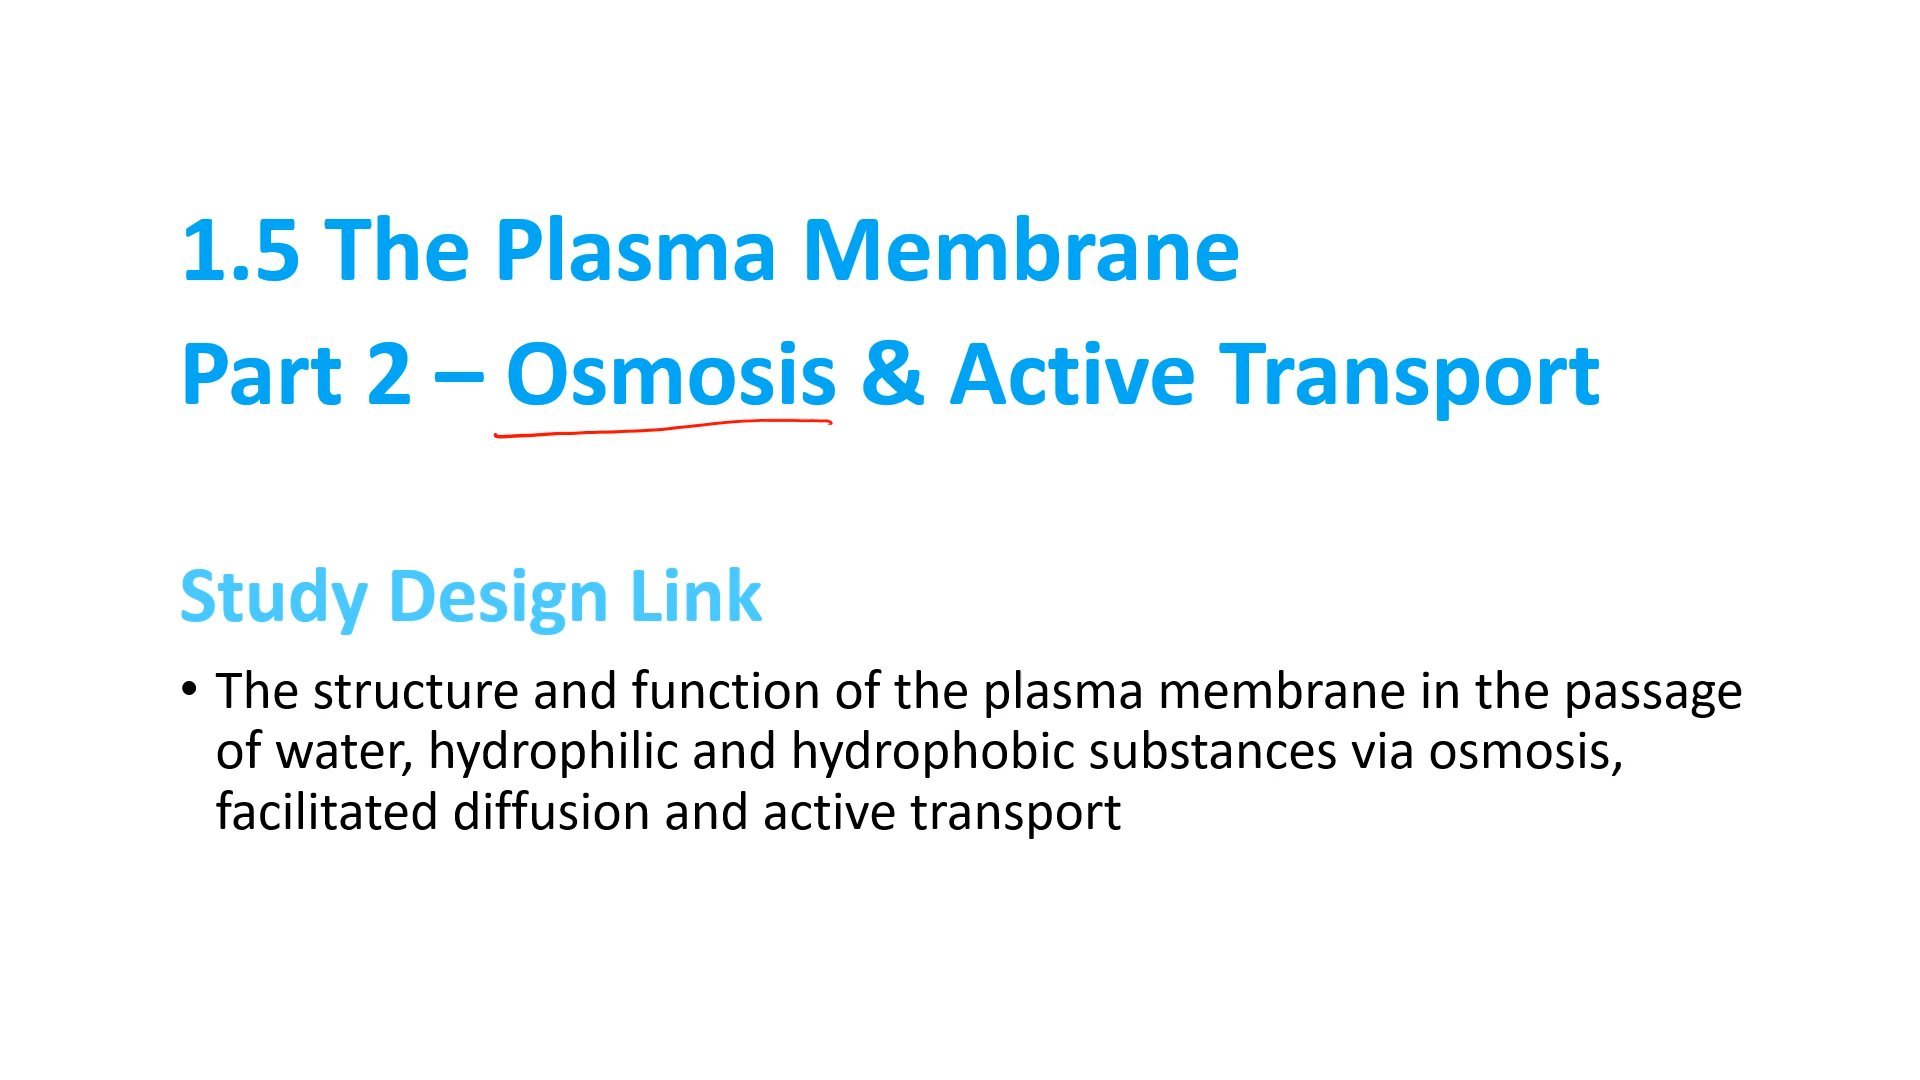 1.5 The Plasma Membrane
Part 2 – Osmosis & Active Transport
Study Design Link
• The structure and function of the plasma membrane in the passage
of water, hydrophilic and hydrophobic substances via osmosis,
facilitated diffusion and active transport